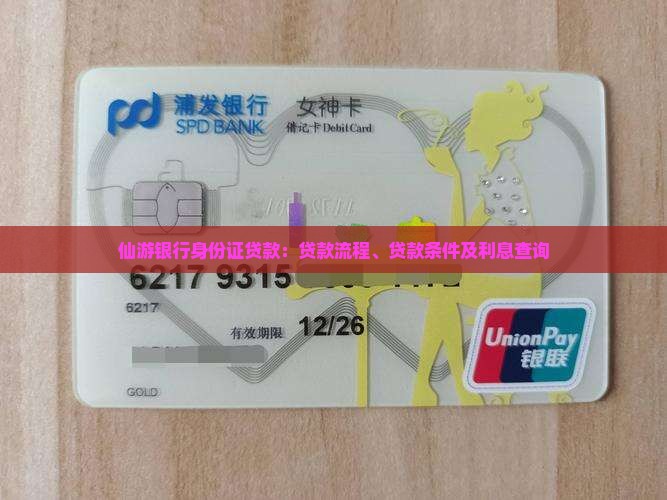 浦发银行
SPD BANK
女神卡
借记卡 Debit Card
仙游银行身份证贷款：贷款流程、贷款条件及利息查询
6217 9315
6217
有效期限 12/26
GOLD
UnionPay
银联